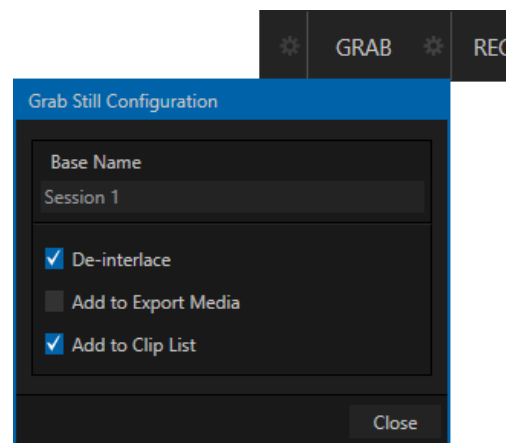 GRAB
Grab Still Configuration
Base Name
Session 1
De-interlace
Add to Export Media
Add to Clip List
Close